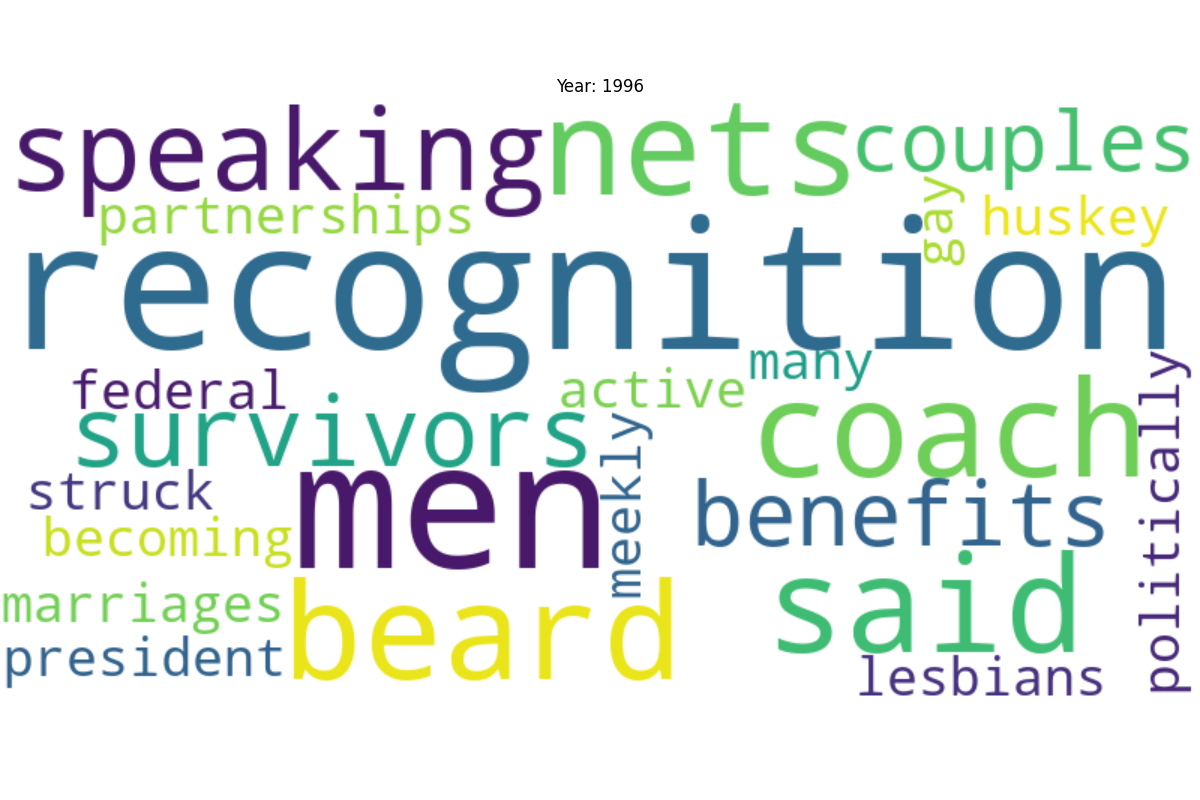 Year: 1996
speaking nets couples
partnerships gay huskey
recognition
many
federal active politically
survivors coach
meekly
struck men benefits
becoming
marriages beard said
president lesbians